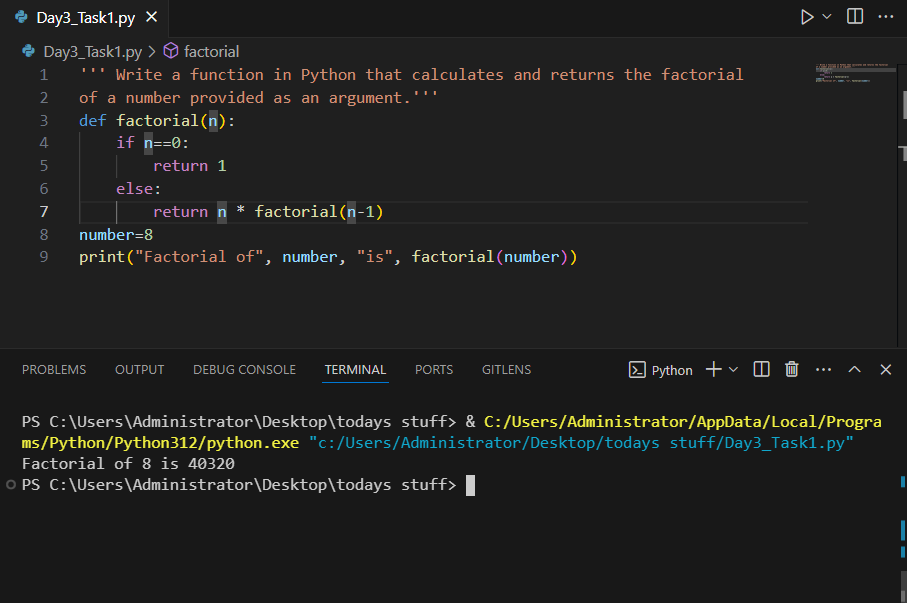 Day3_Task1.py
Day3_Task1.py > factorial
1 ''' Write a function in Python that calculates and returns the factorial
2 of a number provided as an argument.'''
3 def factorial(n):
4     if n==0:
5         return 1
6     else:
7         return n * factorial(n-1)
8 number=8
9 print("Factorial of", number, "is", factorial(number))
PROBLEMS OUTPUT DEBUG CONSOLE TERMINAL PORTS GITLENS Python
PS C:\Users\Administrator\Desktop\todays stuff> & C:/Users/Administrator/AppData/Local/Progra
ms/Python/Python312/python.exe "c:/Users/Administrator/Desktop/todays stuff/Day3_Task1.py"
Factorial of 8 is 40320
PS C:\Users\Administrator\Desktop\todays stuff>